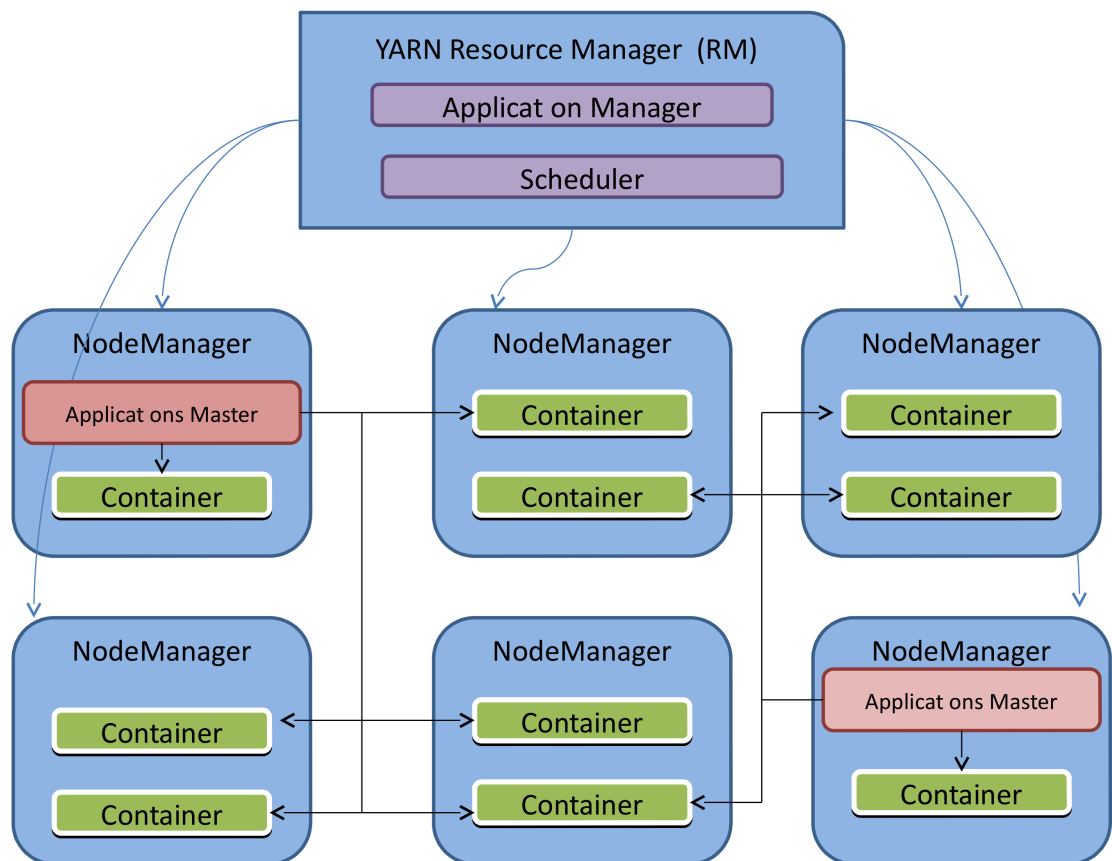 YARN Resource Manager (RM)
Applicat on Manager
Scheduler
NodeManager
NodeManager
NodeManager
Applicat ons Master
Container
Container
Container
Container
Container
Container
NodeManager
NodeManager
NodeManager
Applicat ons Master
Container
Container
Container
Container
Container